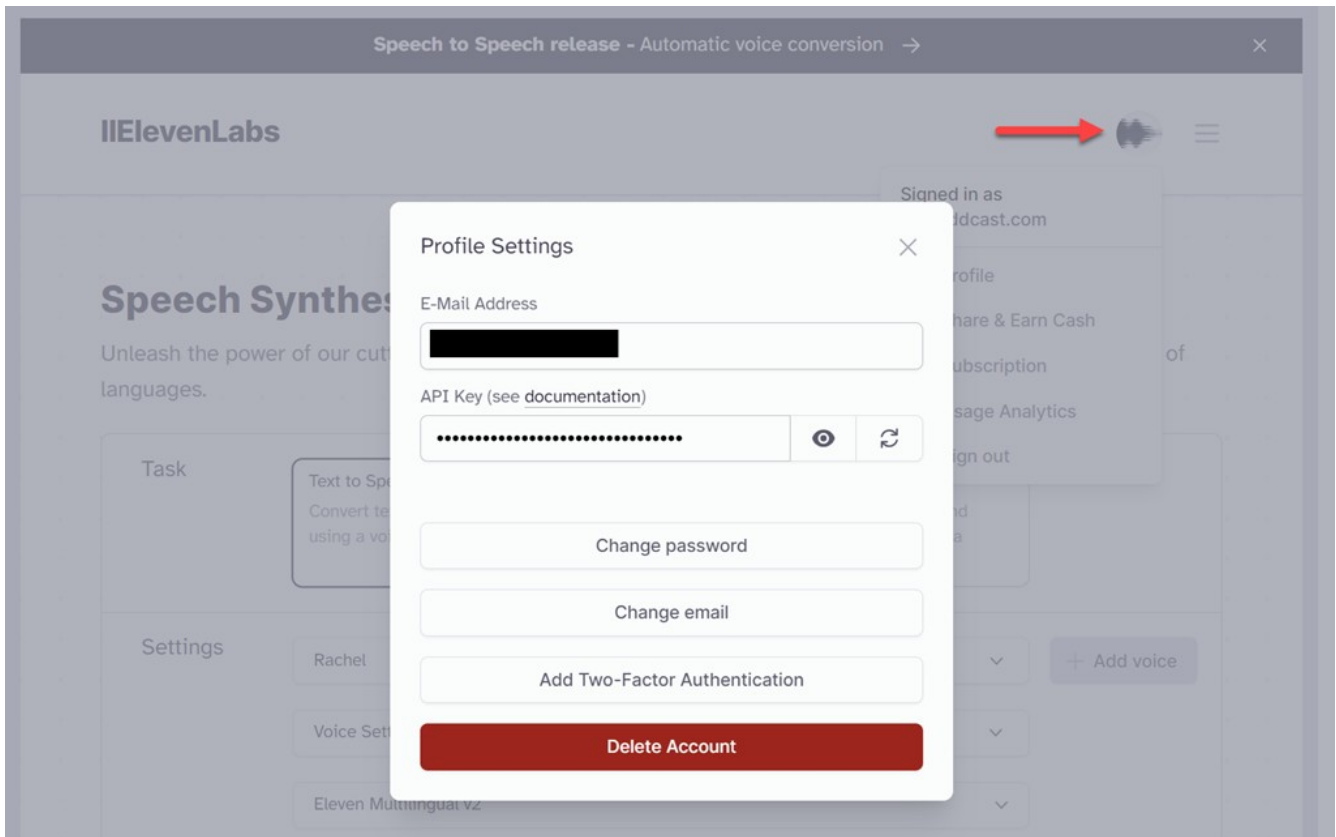 Speech to Speech release - Automatic voice conversion →
IIElevenLabs
Signed in as
ddcast.com
Profile Settings
rofile
Speech Synthes
E-Mail Address
hare & Earn Cash
Unleash the power of our cut
of
ubscription
languages.
API Key (see documentation)
sage Analytics
••••••••••••••••••••••••••••••••
ign out
Task
Text to Spe
Convert te
nd
using a vo
a
Change password
Change email
Settings
Rachel
+ Add voice
Add Two-Factor Authentication
Voice Sett
Delete Account
Eleven Multilingual v2